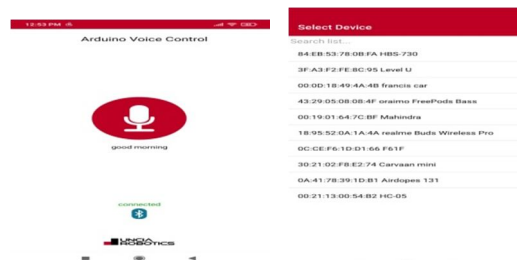 12:53 PM
Arduino Voice Control
good morning
connected
UNCIA
ROBOTICS
Select Device
Search list...
84:EB:53:78:0B:FA HBS-730
3F:A3:F2:FE:8C:95 Level U
00:0D:18:49:4A:4B francis car
43:29:05:08:08:4F oraimo FreePods Bass
00:19:01:64:7C:BF Mahindra
18:95:52:0A:1A:4A realme Buds Wireless Pro
0C:CE:F6:1D:D1:66 F61F
30:21:02:F8:E2:74 Carvaan mini
0A:41:78:39:1D:B1 Airdopes 131
00:21:13:00:54:B2 HC-05